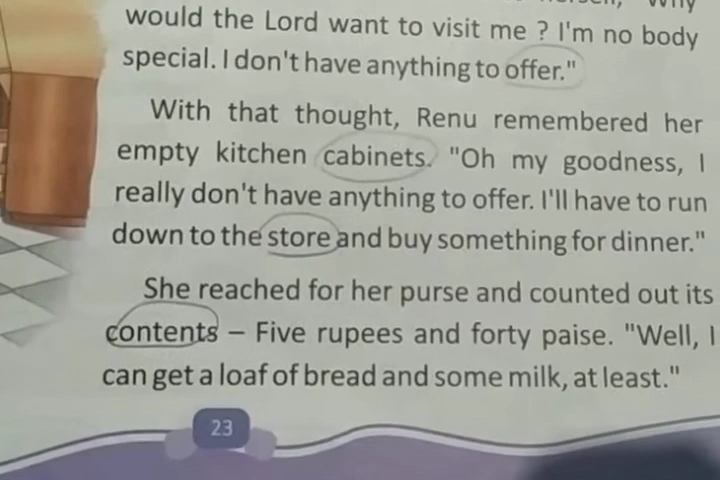 Why
would the Lord want to visit me ? I'm no body
special. I don't have anything to offer."
With that thought, Renu remembered her
empty kitchen cabinets. "Oh my goodness, I
really don't have anything to offer. I'll have to run
down to the store and buy something for dinner."
She reached for her purse and counted out its
contents – Five rupees and forty paise. "Well, I
can get a loaf of bread and some milk, at least."
23